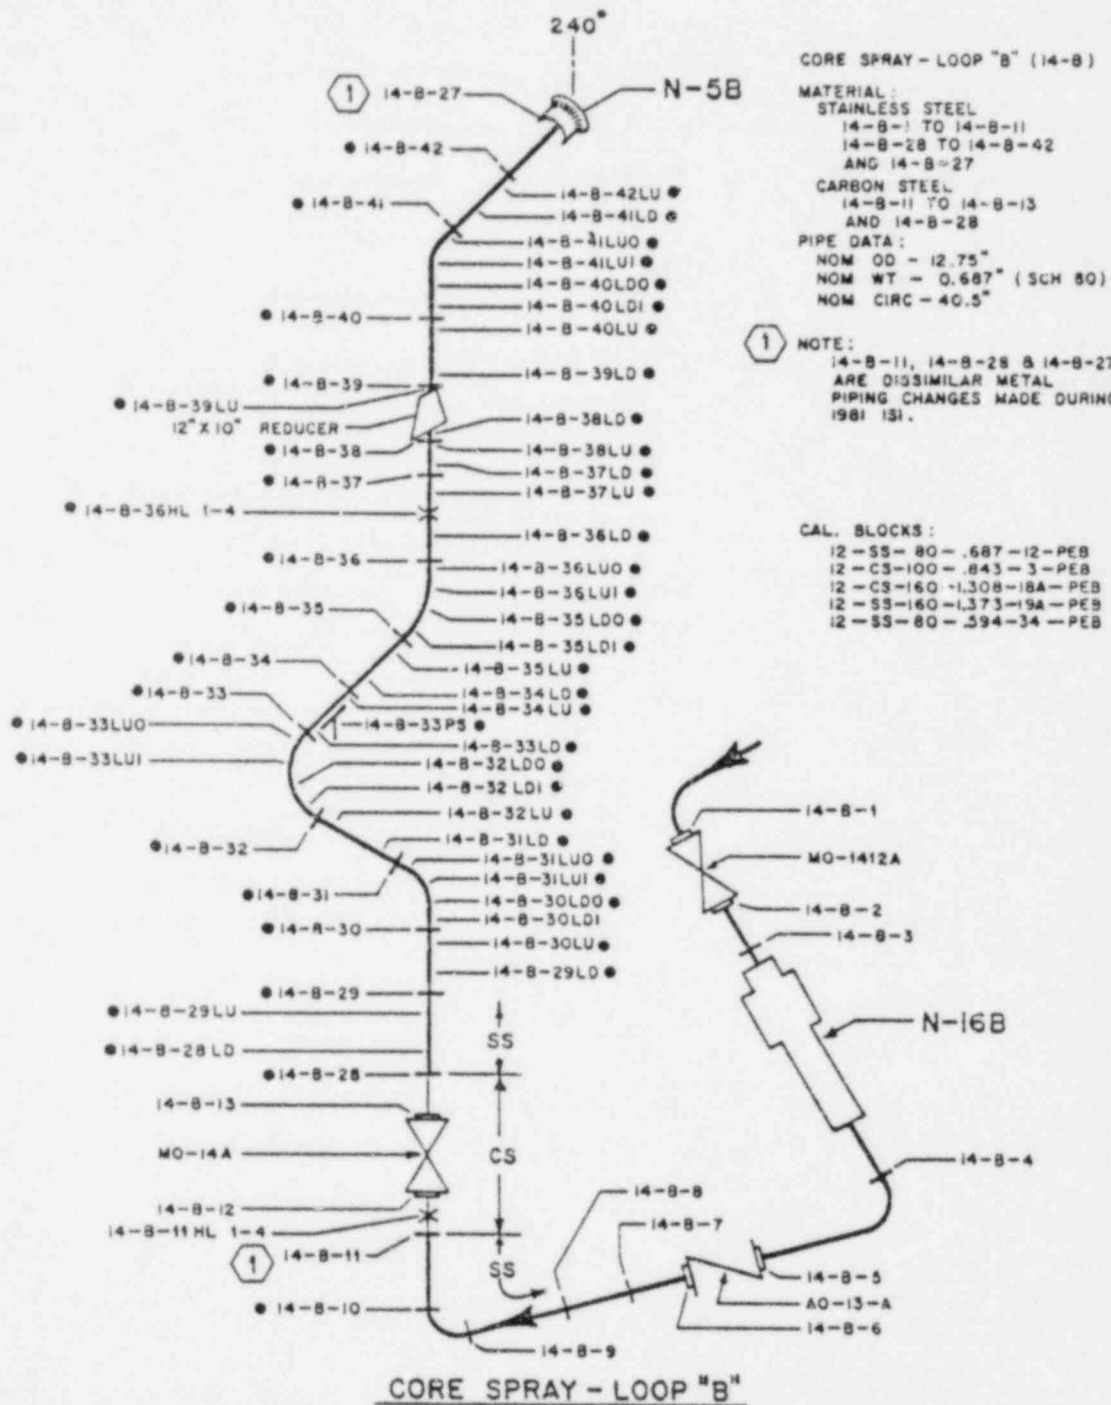 240°
1 14-B-27
N-5B
● 14-B-42
14-B-42LU ●
14-B-41LD ●
● 14-B-41
14-B-41LUO ●
14-B-41LUI ●
14-B-40LDO ●
14-B-40LDI ●
● 14-B-40
14-B-40LU ●
14-B-39LD ●
● 14-B-39
● 14-B-39LU
12" X 10" REDUCER
14-B-38LD ●
● 14-B-38
14-B-38LU ●
14-B-37LD ●
● 14-B-37
14-B-37LU ●
● 14-B-36HL 1-4
14-B-36LD ●
● 14-B-36
14-B-36LUO ●
14-B-36LUI ●
● 14-B-35
14-B-35LDO ●
14-B-35LDI ●
● 14-B-34
14-B-35LU ●
● 14-B-33
14-B-34LD ●
14-B-34LU ●
● 14-B-33LUO
14-B-33PS ●
14-B-33LD ●
● 14-B-33LUI
14-B-32LDO ●
14-B-32LDI ●
14-B-32LU ●
● 14-B-32
14-B-31LD ●
14-B-31LUO ●
● 14-B-31
14-B-31LUI ●
14-B-30LDO ●
14-B-30LDI
● 14-B-30
14-B-30LU ●
14-B-29LD ●
● 14-B-29
● 14-B-29LU
SS
● 14-B-28LD
● 14-B-28
14-B-13
MO-14A
CS
14-B-12
14-B-11HL 1-4
1 14-B-11
SS
● 14-B-10
14-B-9
14-B-8
14-B-7
14-B-6
AO-13-A
14-B-5
14-B-4
N-16B
14-B-3
14-B-2
MO-1412A
14-B-1
CORE SPRAY - LOOP "B" (14-B)
MATERIAL:
STAINLESS STEEL
14-B-1 TO 14-B-11
14-B-28 TO 14-B-42
AND 14-B-27
CARBON STEEL
14-B-11 TO 14-B-13
AND 14-B-28
PIPE DATA:
NOM OD - 12.75"
NOM WT - 0.687" (SCH 80)
NOM CIRC - 40.5"
1 NOTE:
14-B-11, 14-B-28 & 14-B-27
ARE DISSIMILAR METAL
PIPING CHANGES MADE DURING
1981 ISI.
CAL. BLOCKS:
12-SS-80-.687-12-PEB
12-CS-100-.843-3-PEB
12-CS-160-1.308-18A-PEB
12-SS-160-1.373-19A-PEB
12-SS-80-.594-34-PEB
CORE SPRAY - LOOP "B"